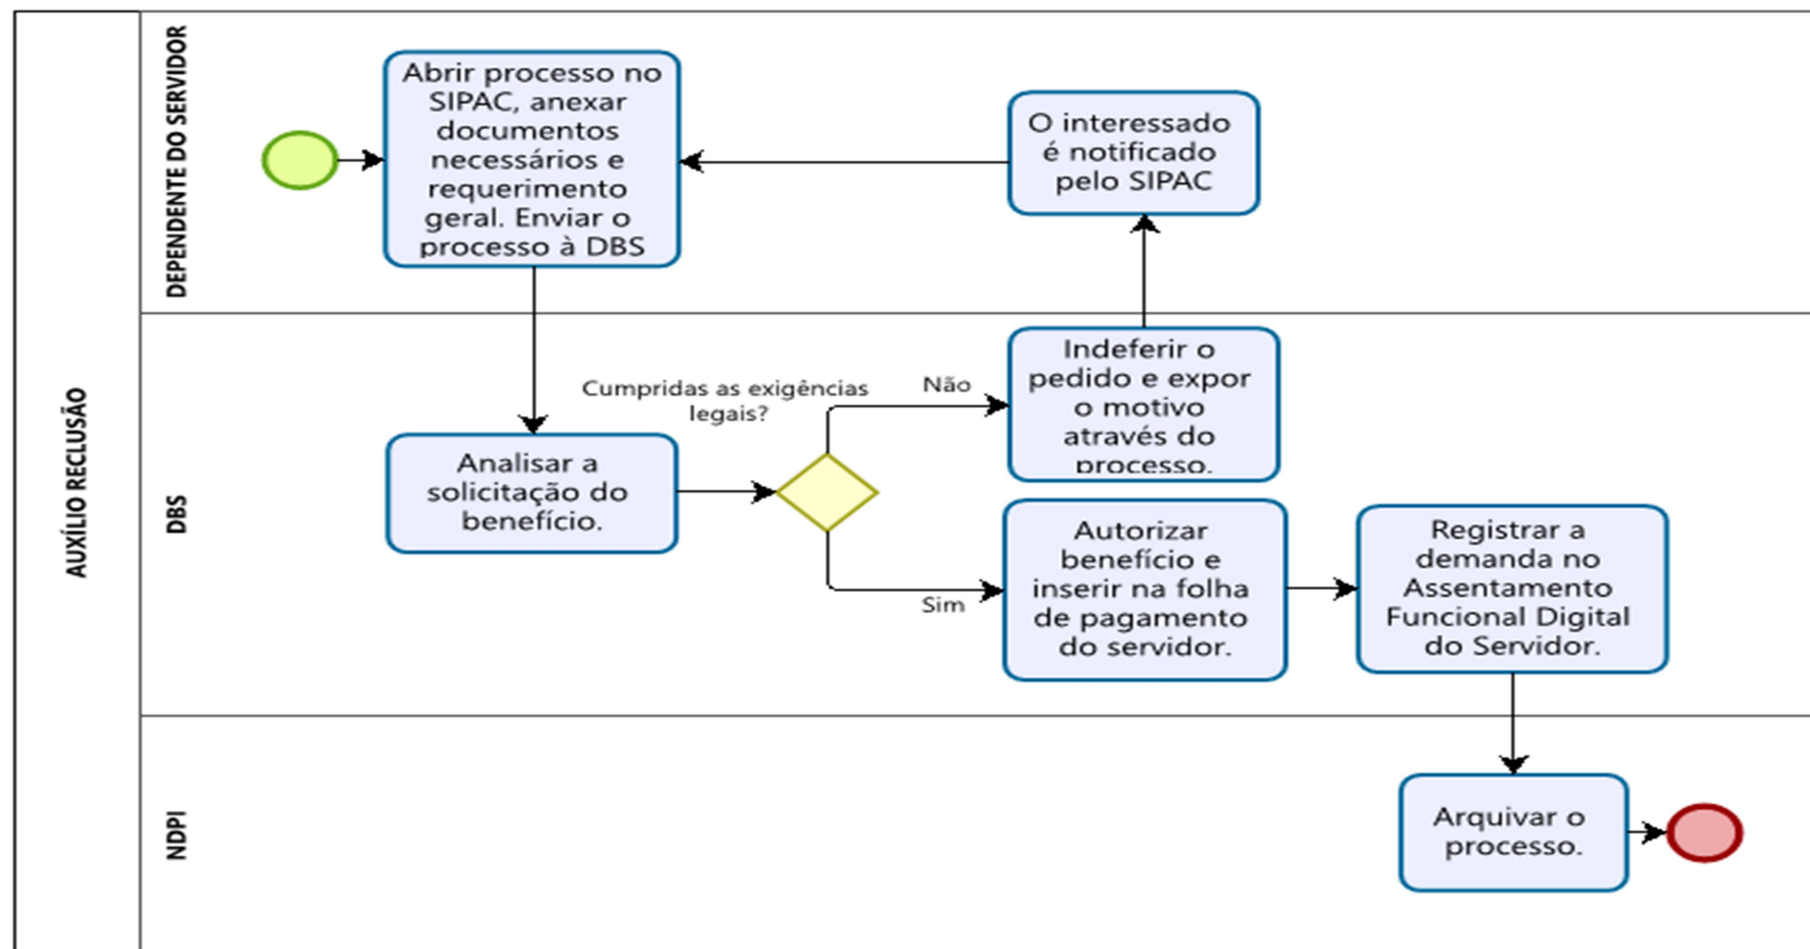 AUXÍLIO RECLUSÃO
DEPENDENTE DO SERVIDOR
Abrir processo no
SIPAC, anexar
documentos
necessários e
requerimento
geral. Enviar o
processo à DBS
O interessado
é notificado
pelo SIPAC
DBS
Analisar a
solicitação do
benefício.
Cumpridas as exigências
legais?
Não
Indeferir o
pedido e expor
o motivo
através do
processo.
Sim
Autorizar
benefício e
inserir na folha
de pagamento
do servidor.
Registrar a
demanda no
Assentamento
Funcional Digital
do Servidor.
NDPI
Arquivar o
processo.